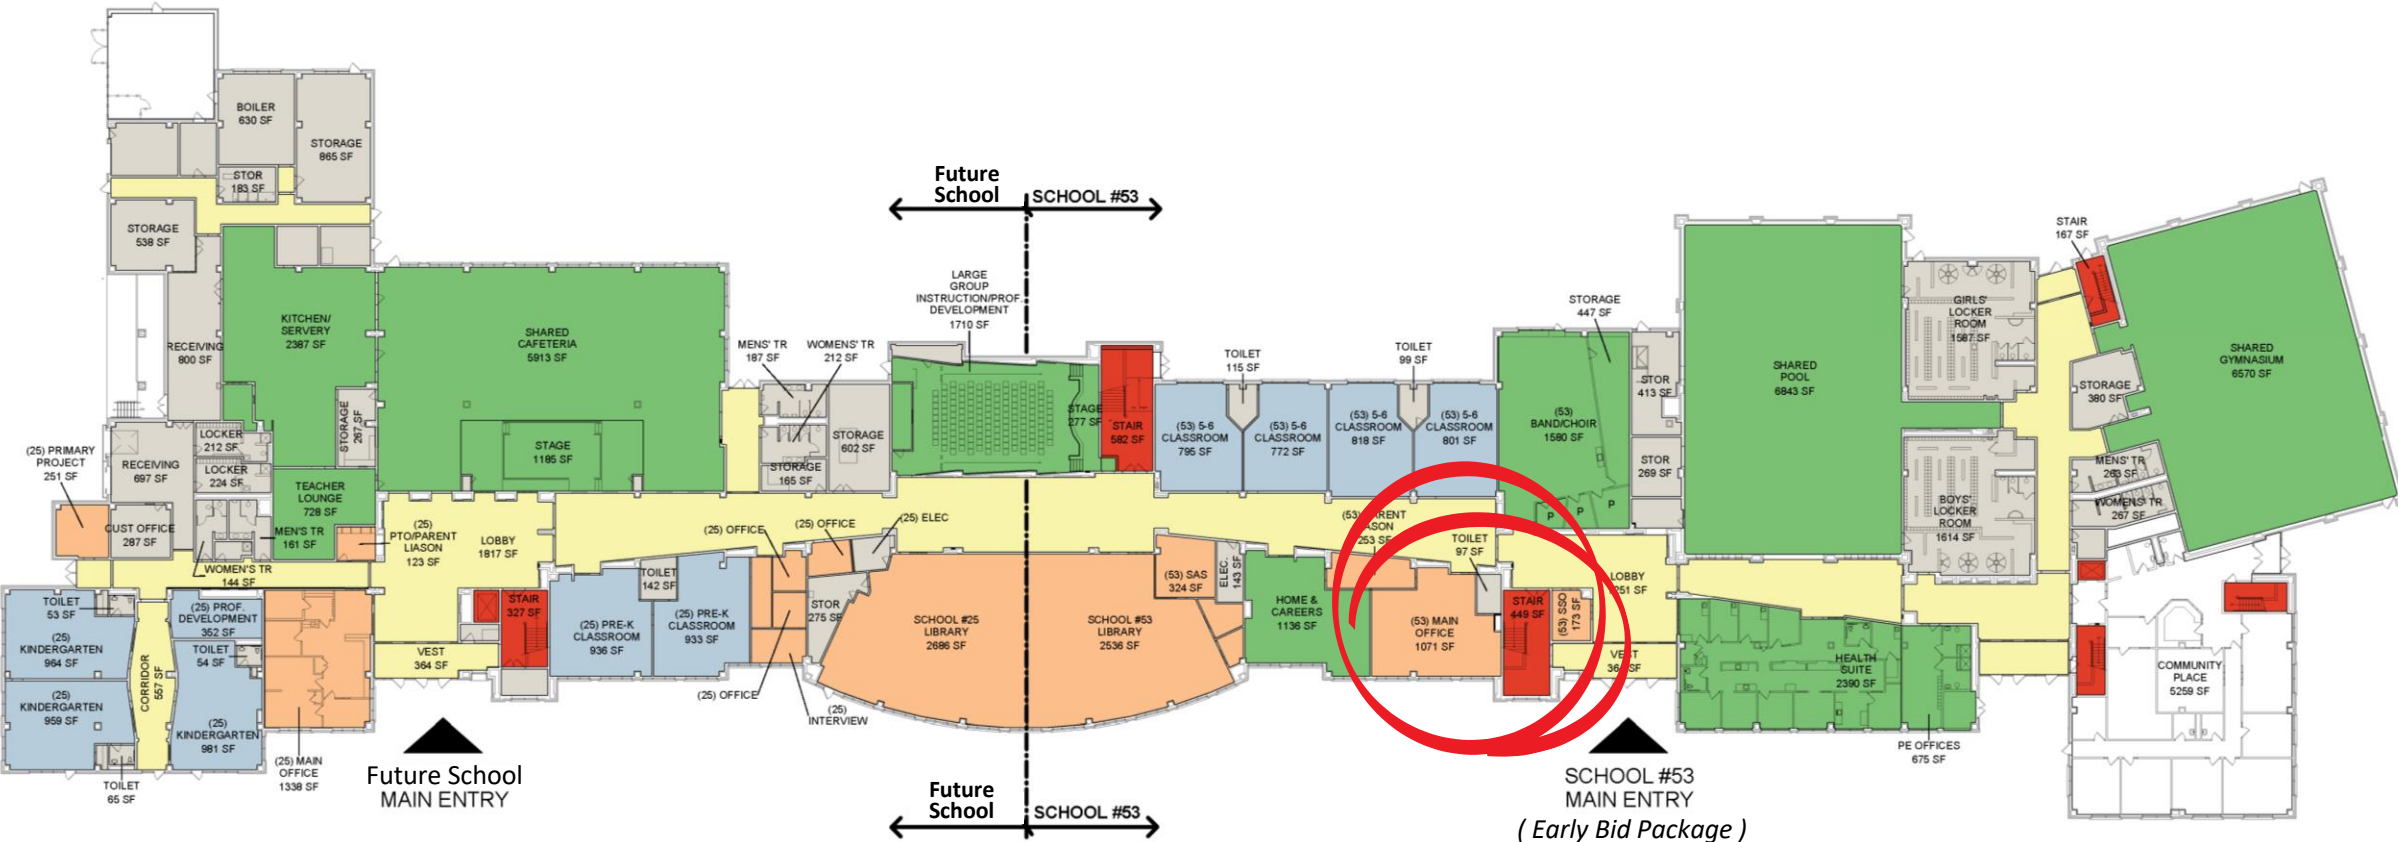 BOILER
630 SF
STORAGE
865 SF
STOR
183 SF
STORAGE
538 SF
KITCHEN/
SERVERY
2387 SF
RECEIVING
800 SF
SHARED
CAFETERIA
5913 SF
STAGE
1185 SF
STORAGE
267 SF
LOCKER
212 SF
LOCKER
224 SF
RECEIVING
697 SF
(25) PRIMARY
PROJECT
251 SF
CUST OFFICE
287 SF
TEACHER
LOUNGE
728 SF
MEN'S TR
161 SF
WOMEN'S TR
144 SF
(25)
PTO/PARENT
LIASON
123 SF
LOBBY
1817 SF
TOILET
53 SF
(25)
KINDERGARTEN
964 SF
(25)
KINDERGARTEN
959 SF
TOILET
65 SF
CORRIDOR
557 SF
(25) PROF.
DEVELOPMENT
352 SF
TOILET
54 SF
(25)
KINDERGARTEN
981 SF
(25) MAIN
OFFICE
1338 SF
VEST
364 SF
STAIR
327 SF
Future School
MAIN ENTRY
MENS' TR
187 SF
WOMENS' TR
212 SF
STORAGE
165 SF
STORAGE
602 SF
(25) PRE-K
CLASSROOM
936 SF
TOILET
142 SF
(25) PRE-K
CLASSROOM
933 SF
(25) OFFICE
(25) OFFICE
(25) ELEC
STOR
275 SF
(25) OFFICE
(25)
INTERVIEW
Future
School
SCHOOL #53
LARGE
GROUP
INSTRUCTION/PROF.
DEVELOPMENT
1710 SF
STAGE
277 SF
STAIR
582 SF
SCHOOL #25
LIBRARY
2686 SF
SCHOOL #53
LIBRARY
2536 SF
Future
School
SCHOOL #53
TOILET
115 SF
TOILET
99 SF
(53) 5-6
CLASSROOM
795 SF
(53) 5-6
CLASSROOM
772 SF
(53) 5-6
CLASSROOM
818 SF
(53) 5-6
CLASSROOM
801 SF
(53) SAS
324 SF
ELEC.
143 SF
HOME &
CAREERS
1136 SF
253 SF
TOILET
97 SF
(53) MAIN
OFFICE
1071 SF
STAIR
449 SF
(53) SSO
173 SF
LOBBY
VEST
STORAGE
447 SF
(53)
BAND/CHOIR
1580 SF
P
P
P
STOR
413 SF
STOR
269 SF
SCHOOL #53
MAIN ENTRY
( Early Bid Package )
SHARED
POOL
6843 SF
GIRLS'
LOCKER
ROOM
1587 SF
BOYS'
LOCKER
ROOM
1614 SF
HEALTH
SUITE
2390 SF
PE OFFICES
675 SF
STAIR
167 SF
STORAGE
380 SF
MENS' TR
263 SF
WOMENS' TR
267 SF
SHARED
GYMNASIUM
6570 SF
COMMUNITY
PLACE
5259 SF